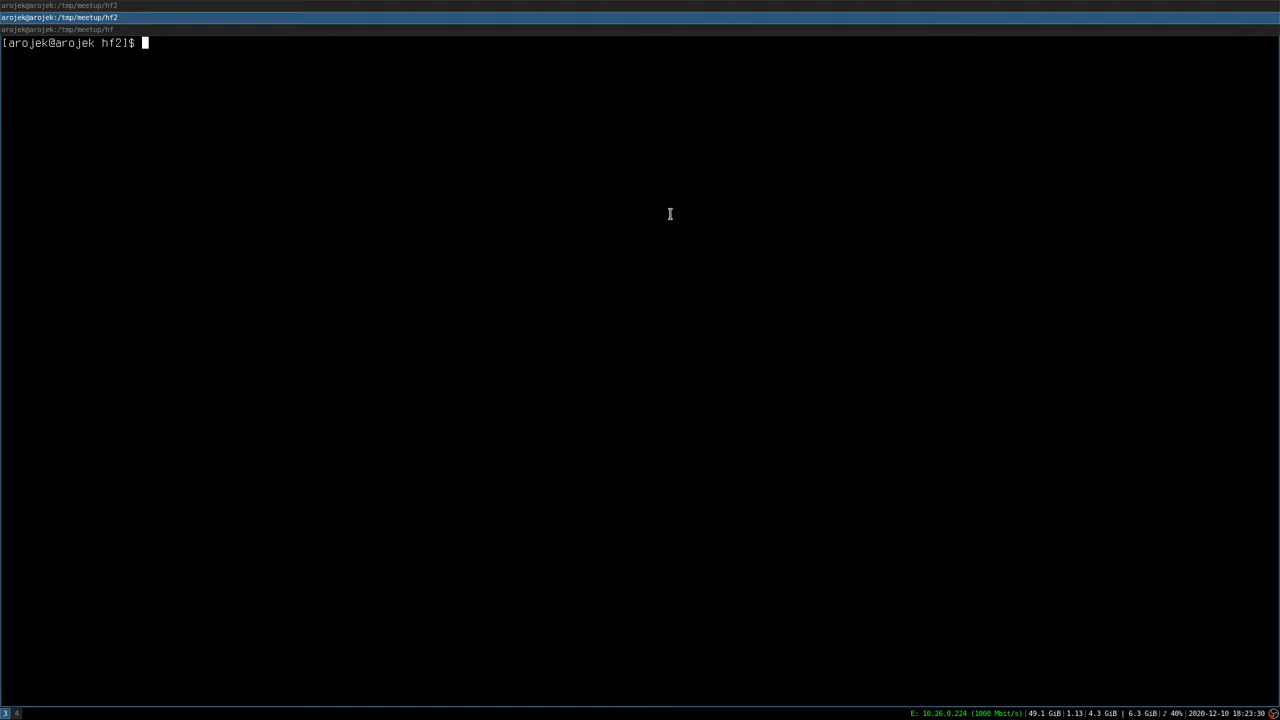 arojek@arojek:/tmp/meetup/hf2
arojek@arojek:/tmp/meetup/hf2
arojek@arojek:/tmp/meetup/hf
[arojek@arojek hf2]$
3 4 E: 10.26.0.224 (1000 Mbit/s) | 49.1 GiB | 1.13 | 4.3 GiB | 6.3 GiB | ♪ 40% | 2020-12-10 18:23:30